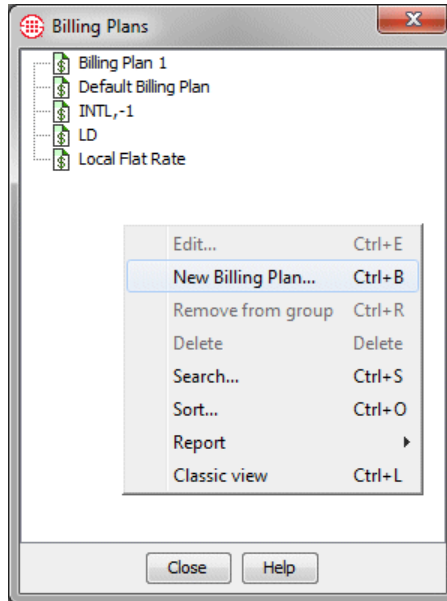 Billing Plans
Billing Plan 1
Default Billing Plan
INTL,-1
LD
Local Flat Rate
Edit... Ctrl+E
New Billing Plan... Ctrl+B
Remove from group Ctrl+R
Delete Delete
Search... Ctrl+S
Sort... Ctrl+O
Report
Classic view Ctrl+L
Close Help